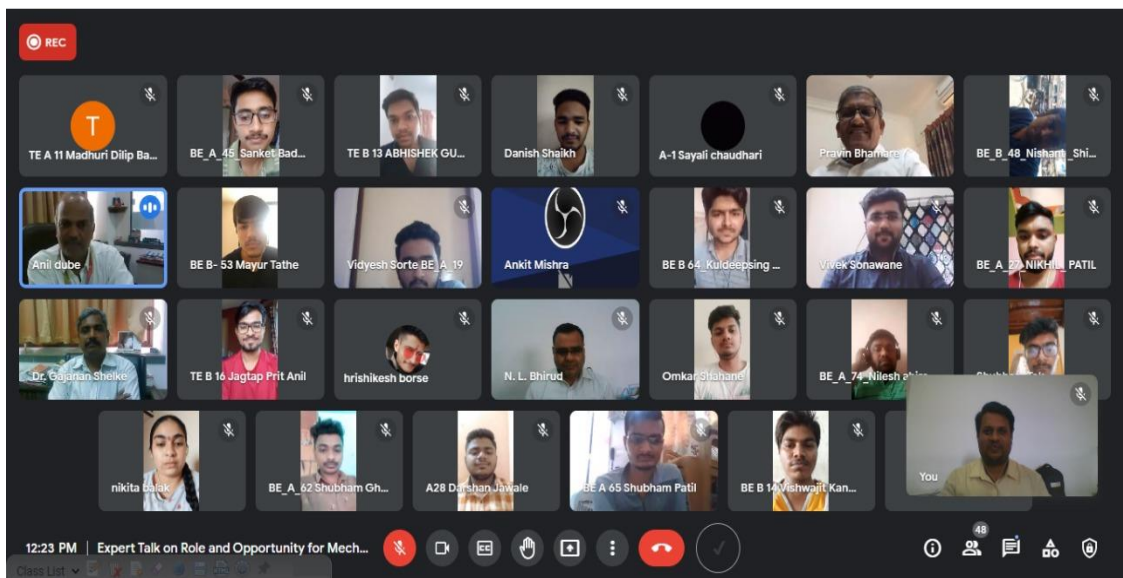 REC
T
TE A 11 Madhuri Dilip Ba...
BE_A_45_Sanket Bad...
TE B 13 ABHISHEK GU...
Danish Shaikh
A-1 Sayali chaudhari
Pravin Bhamare
BE_B_48_Nishant_Shi...
Anil dube
BE B- 53 Mayur Tathe
Vidyesh Sorte BE_A_19
Ankit Mishra
BE B 64_Kuldeepsing ...
Vivek Sonawane
BE_A_27_NIKHIL_PATIL
Dr. Gajanan Shelke
TE B 16 Jagtap Prit Anil
hrishikesh borse
N. L. Bhirud
Omkar Shahane
BE_A_74_Nilesh
nikita balak
BE_A_62 Shubham Gh...
A28 Darshan Jawale
BE A 65 Shubham Patil
BE B 14 Vishwajit Kan...
You
12:23 PM | Expert Talk on Role and Opportunity for Mech...
CC
48
Class List